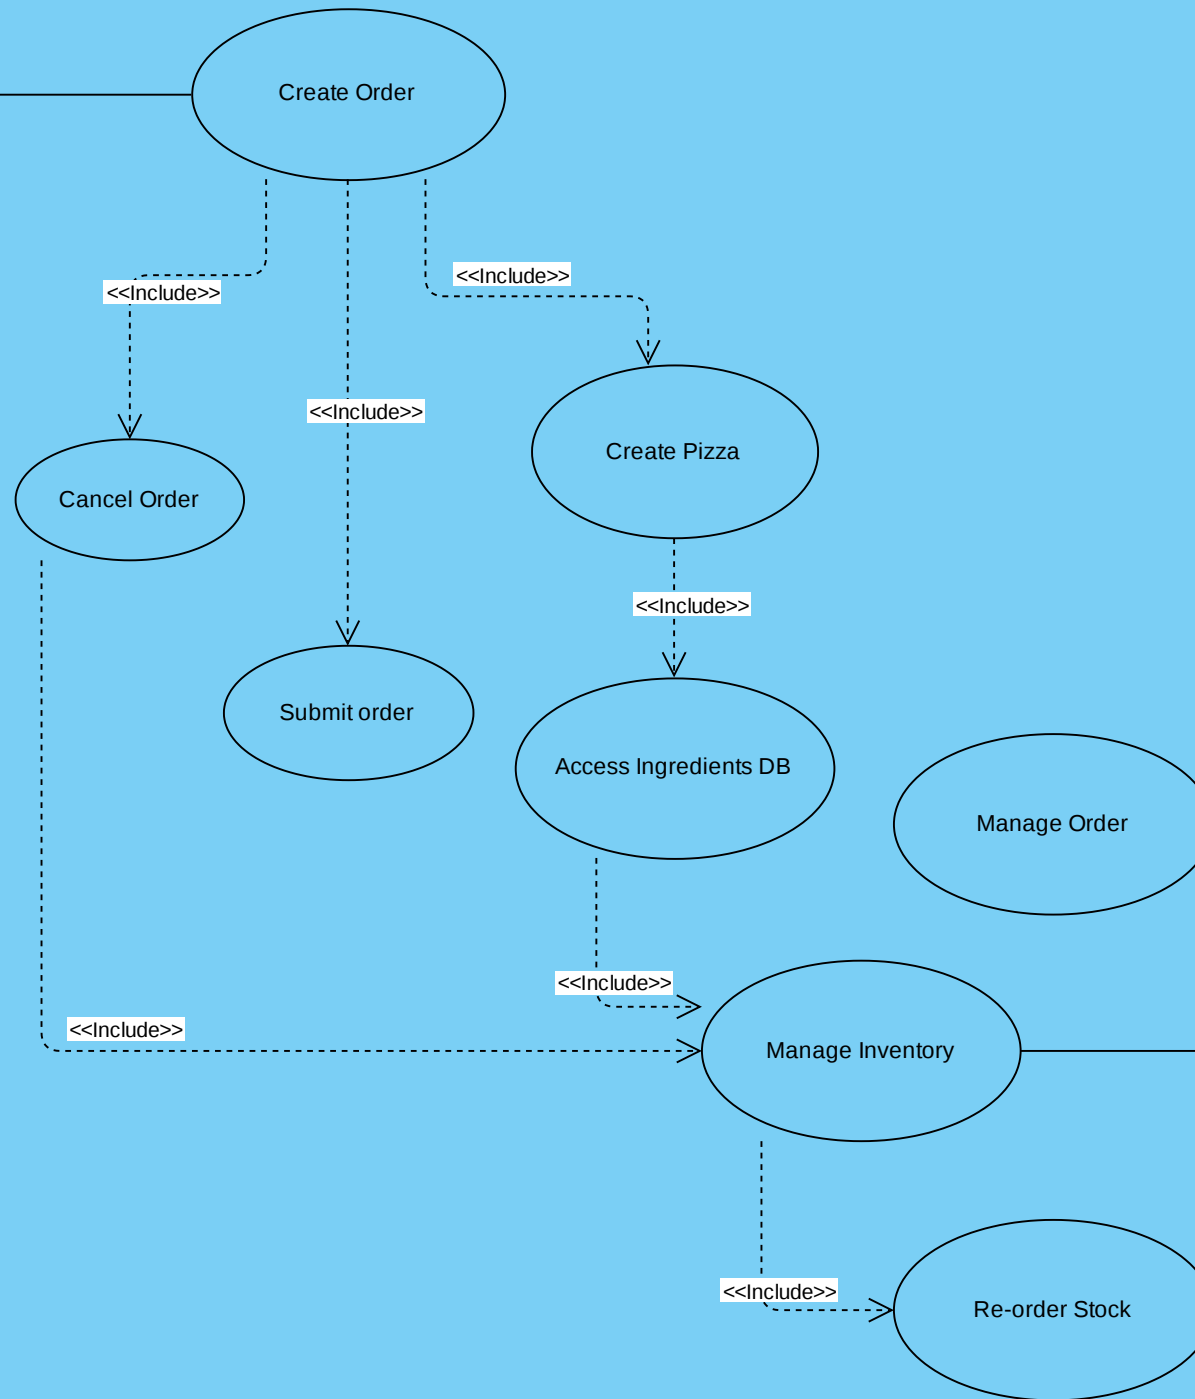 Create Order
<<Include>>
<<Include>>
<<Include>>
Create Pizza
Cancel Order
<<Include>>
Submit order
Access Ingredients DB
Manage Order
<<Include>>
<<Include>>
Manage Inventory
<<Include>>
Re-order Stock